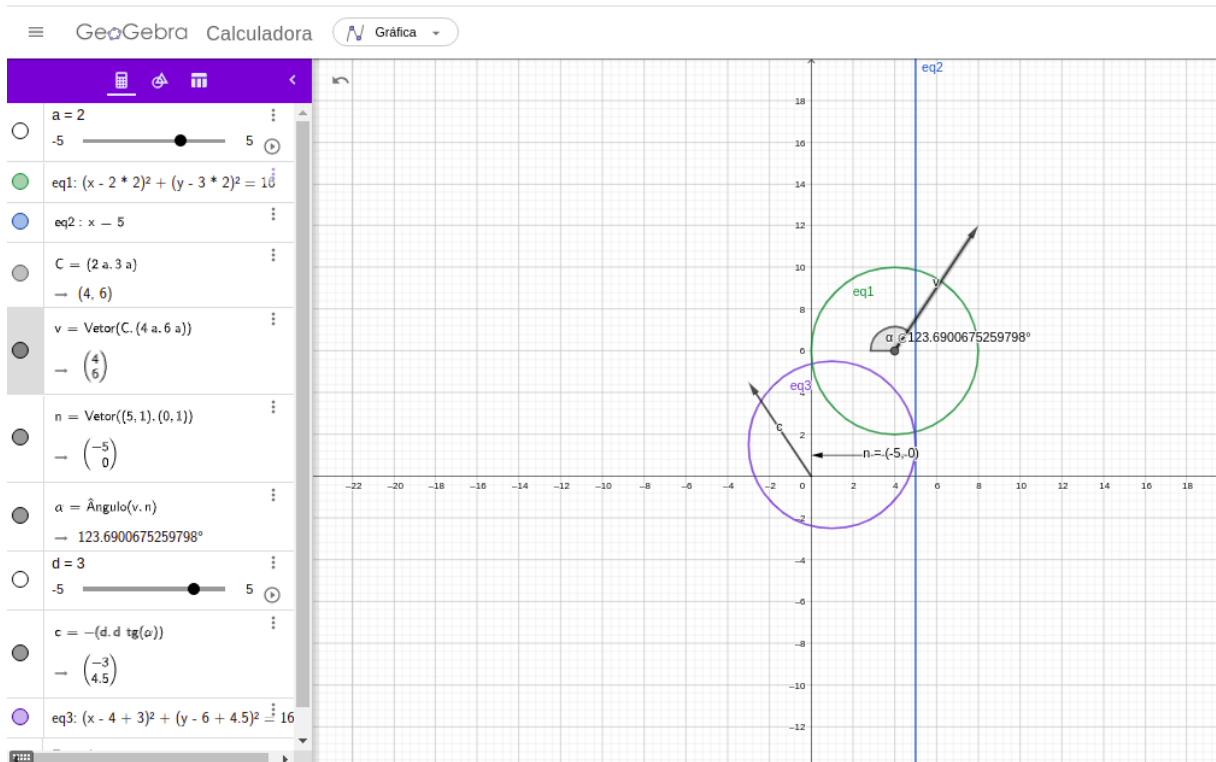 GeoGebra Calculadora Gráfica
a = 2
-5 5
eq1: (x - 2 * 2)² + (y - 3 * 2)² = 16
eq2 : x = 5
C = (2 a, 3 a)
→ (4, 6)
v = Vetor(C, (4 a, 6 a))
→ (4 6)
n = Vetor((5, 1), (0, 1))
→ (−5 0)
α = Ângulo(v, n)
→ 123.6900675259798°
d = 3
-5 5
c = −(d, d tg(α))
→ (−3 4.5)
eq3: (x - 4 + 3)² + (y - 6 + 4.5)² = 16
eq2
18
16
14
12
10
eq1
v
8
α = 123.6900675259798°
6
eq3
4
c
2
n = (-5, 0)
−22 −20 −18 −16 −14 −12 −10 −8 −6 −4 −2 0 2 4 6 8 10 12 14 16 18
−2
−4
−6
−8
−10
−12